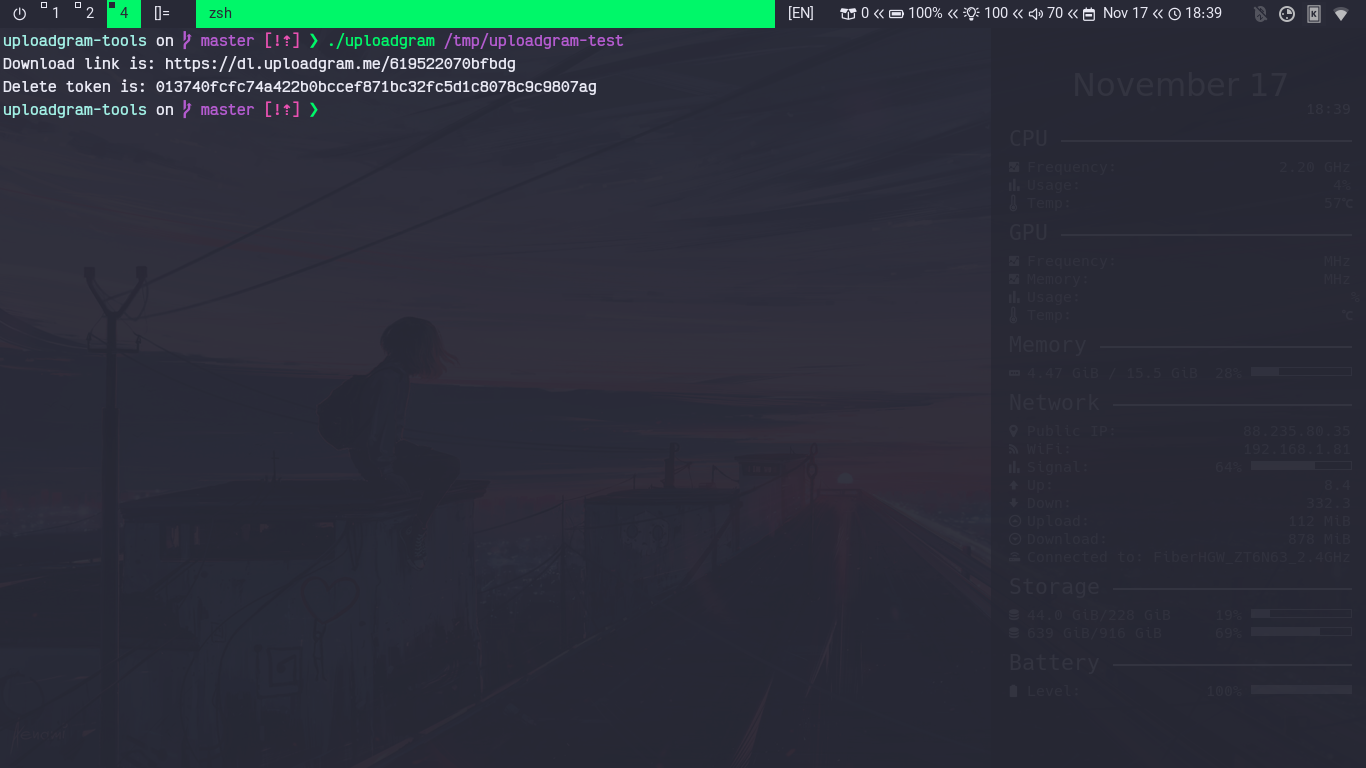 1 2 4 []= zsh [EN] 0 << 100% << 100 << 70 << Nov 17 << 18:39
uploadgram-tools on master [!⇡] ❯ ./uploadgram /tmp/uploadgram-test
Download link is: https://dl.uploadgram.me/619522070bfbdg
Delete token is: 013740fcfc74a422b0bccef871bc32fc5d1c8078c9c9807ag
uploadgram-tools on master [!⇡] ❯
November 17
18:39
CPU
Frequency: 2.20 GHz
Usage: 4%
Temp: 57℃
GPU
Frequency: MHz
Memory: MHz
Usage: %
Temp: ℃
Memory
4.47 GiB / 15.5 GiB 28%
Network
Public IP: 88.235.80.35
WiFi: 192.168.1.81
Signal: 64%
Up: 8.4
Down: 332.3
Upload: 112 MiB
Download: 878 MiB
Connected to: FiberHGW_ZT6N63_2.4GHz
Storage
44.0 GiB/228 GiB 19%
639 GiB/916 GiB 69%
Battery
Level: 100%